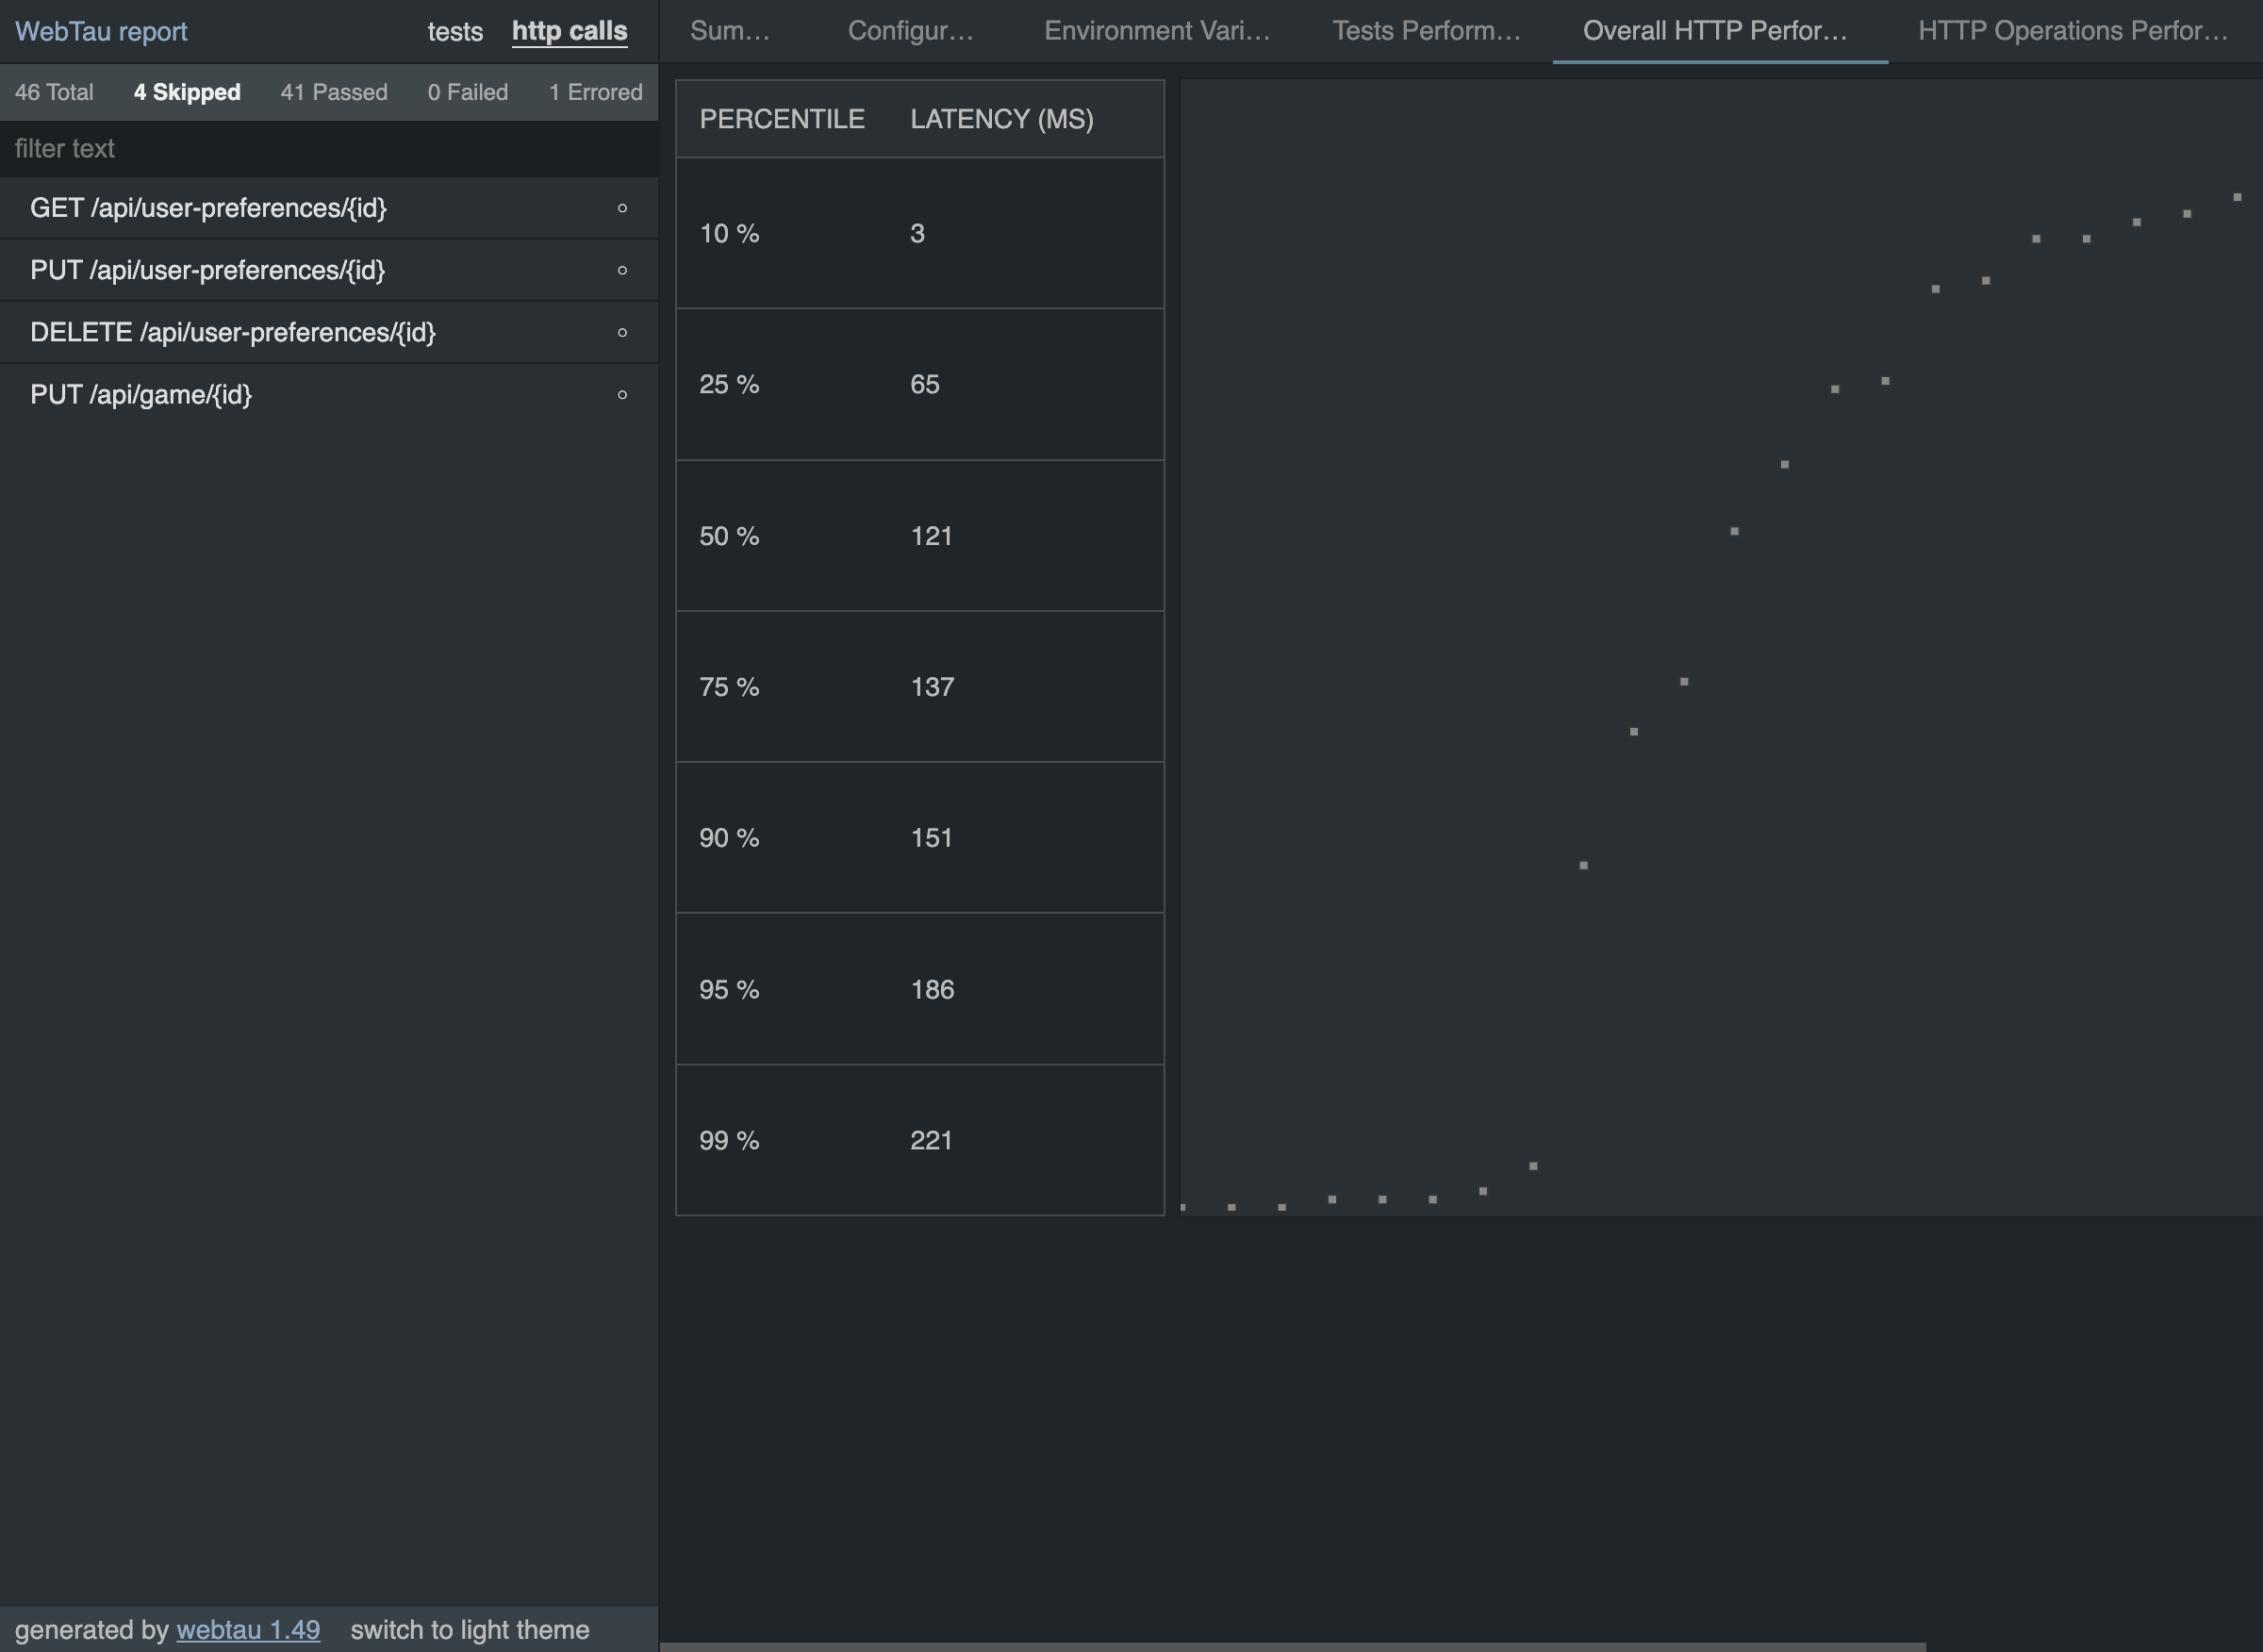 WebTau report tests http calls
46 Total 4 Skipped 41 Passed 0 Failed 1 Errored
filter text
GET /api/user-preferences/{id}
PUT /api/user-preferences/{id}
DELETE /api/user-preferences/{id}
PUT /api/game/{id}
generated by webtau 1.49 switch to light theme
Sum... Configur... Environment Vari... Tests Perform... Overall HTTP Perfor... HTTP Operations Perfor...
PERCENTILE LATENCY (MS)
10 % 3
25 % 65
50 % 121
75 % 137
90 % 151
95 % 186
99 % 221